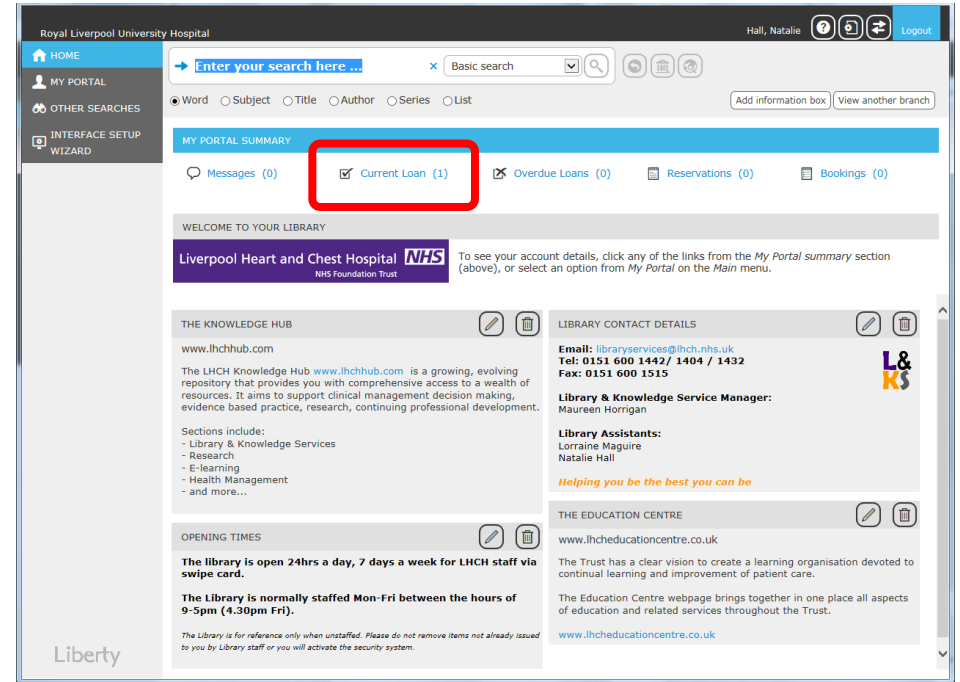 Royal Liverpool University Hospital
Hall, Natalie
Logout
HOME
MY PORTAL
OTHER SEARCHES
INTERFACE SETUP
WIZARD
Enter your search here ...
× Basic search
Word Subject Title Author Series List
Add information box View another branch
MY PORTAL SUMMARY
Messages (0) Current Loan (1) Overdue Loans (0) Reservations (0) Bookings (0)
WELCOME TO YOUR LIBRARY
Liverpool Heart and Chest Hospital NHS
NHS Foundation Trust
To see your account details, click any of the links from the My Portal summary section
(above), or select an option from My Portal on the Main menu.
THE KNOWLEDGE HUB
www.lhchhub.com
The LHCH Knowledge Hub www.lhchhub.com is a growing, evolving
repository that provides you with comprehensive access to a wealth of
resources. It aims to support clinical management decision making,
evidence based practice, research, continuing professional development.
Sections include:
- Library & Knowledge Services
- Research
- E-learning
- Health Management
- and more...
OPENING TIMES
The library is open 24hrs a day, 7 days a week for LHCH staff via
swipe card.
The Library is normally staffed Mon-Fri between the hours of
9-5pm (4.30pm Fri).
The Library is for reference only when unstaffed. Please do not remove items not already issued
to you by Library staff or you will activate the security system.
LIBRARY CONTACT DETAILS
Email: libraryservices@lhch.nhs.uk
Tel: 0151 600 1442/ 1404 / 1432
Fax: 0151 600 1515
L&
KS
Library & Knowledge Service Manager:
Maureen Horrigan
Library Assistants:
Lorraine Maguire
Natalie Hall
Helping you be the best you can be
THE EDUCATION CENTRE
www.lhcheducationcentre.co.uk
The Trust has a clear vision to create a learning organisation devoted to
continual learning and improvement of patient care.
The Education Centre webpage brings together in one place all aspects
of education and related services throughout the Trust.
www.lhcheducationcentre.co.uk
Liberty